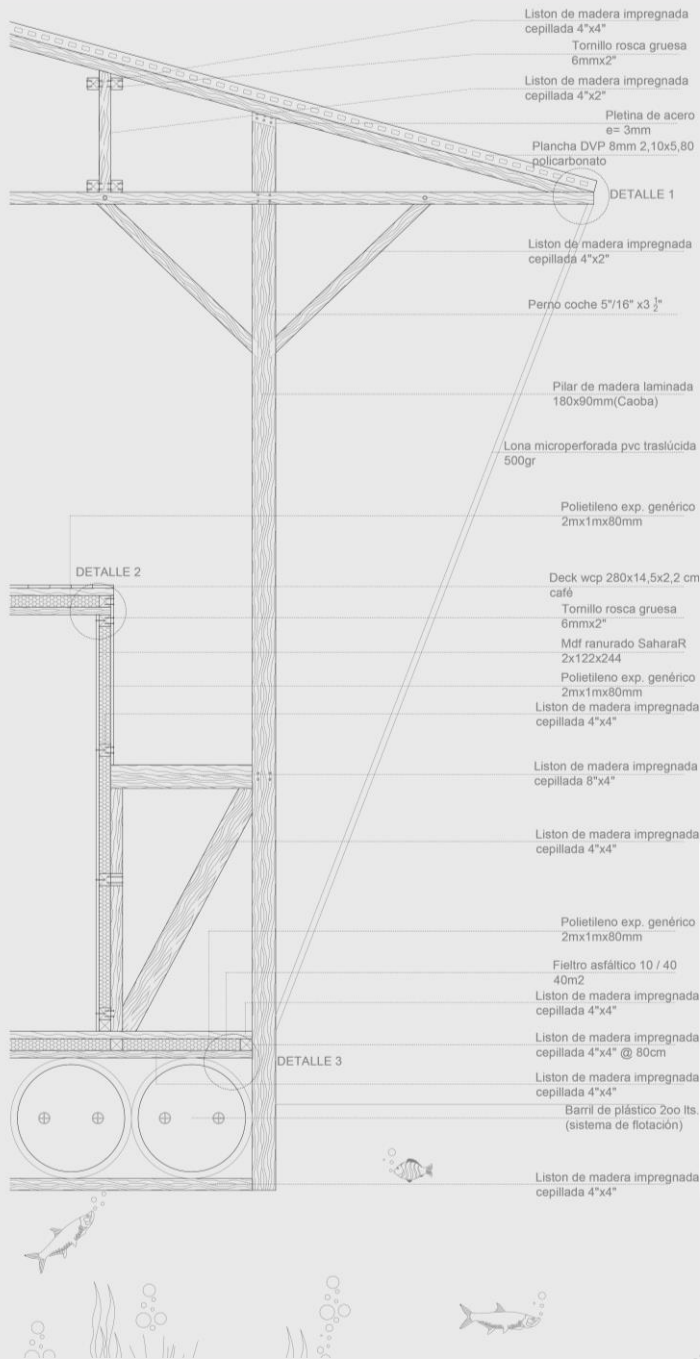 Liston de madera impregnada
cepillada 4"x4"
Tornillo rosca gruesa
6mmx2"
Liston de madera impregnada
cepillada 4"x2"
Pletina de acero
e= 3mm
Plancha DVP 8mm 2,10x5,80
policarbonato
DETALLE 1
Liston de madera impregnada
cepillada 4"x2"
Perno coche 5"/16" x3 1/2"
Pilar de madera laminada
180x90mm(Caoba)
Lona microperforada pvc traslúcida
500gr
Polietileno exp. genérico
2mx1mx80mm
DETALLE 2
Deck wcp 280x14,5x2,2 cm
café
Tornillo rosca gruesa
6mmx2"
Mdf ranurado SaharaR
2x122x244
Polietileno exp. genérico
2mx1mx80mm
Liston de madera impregnada
cepillada 4"x4"
Liston de madera impregnada
cepillada 8"x4"
Liston de madera impregnada
cepillada 4"x4"
Polietileno exp. genérico
2mx1mx80mm
Fieltro asfáltico 10 / 40
40m2
Liston de madera impregnada
cepillada 4"x4"
Liston de madera impregnada
cepillada 4"x4" @ 80cm
DETALLE 3
Liston de madera impregnada
cepillada 4"x4"
Barril de plástico 2oo lts.
(sistema de flotación)
Liston de madera impregnada
cepillada 4"x4"